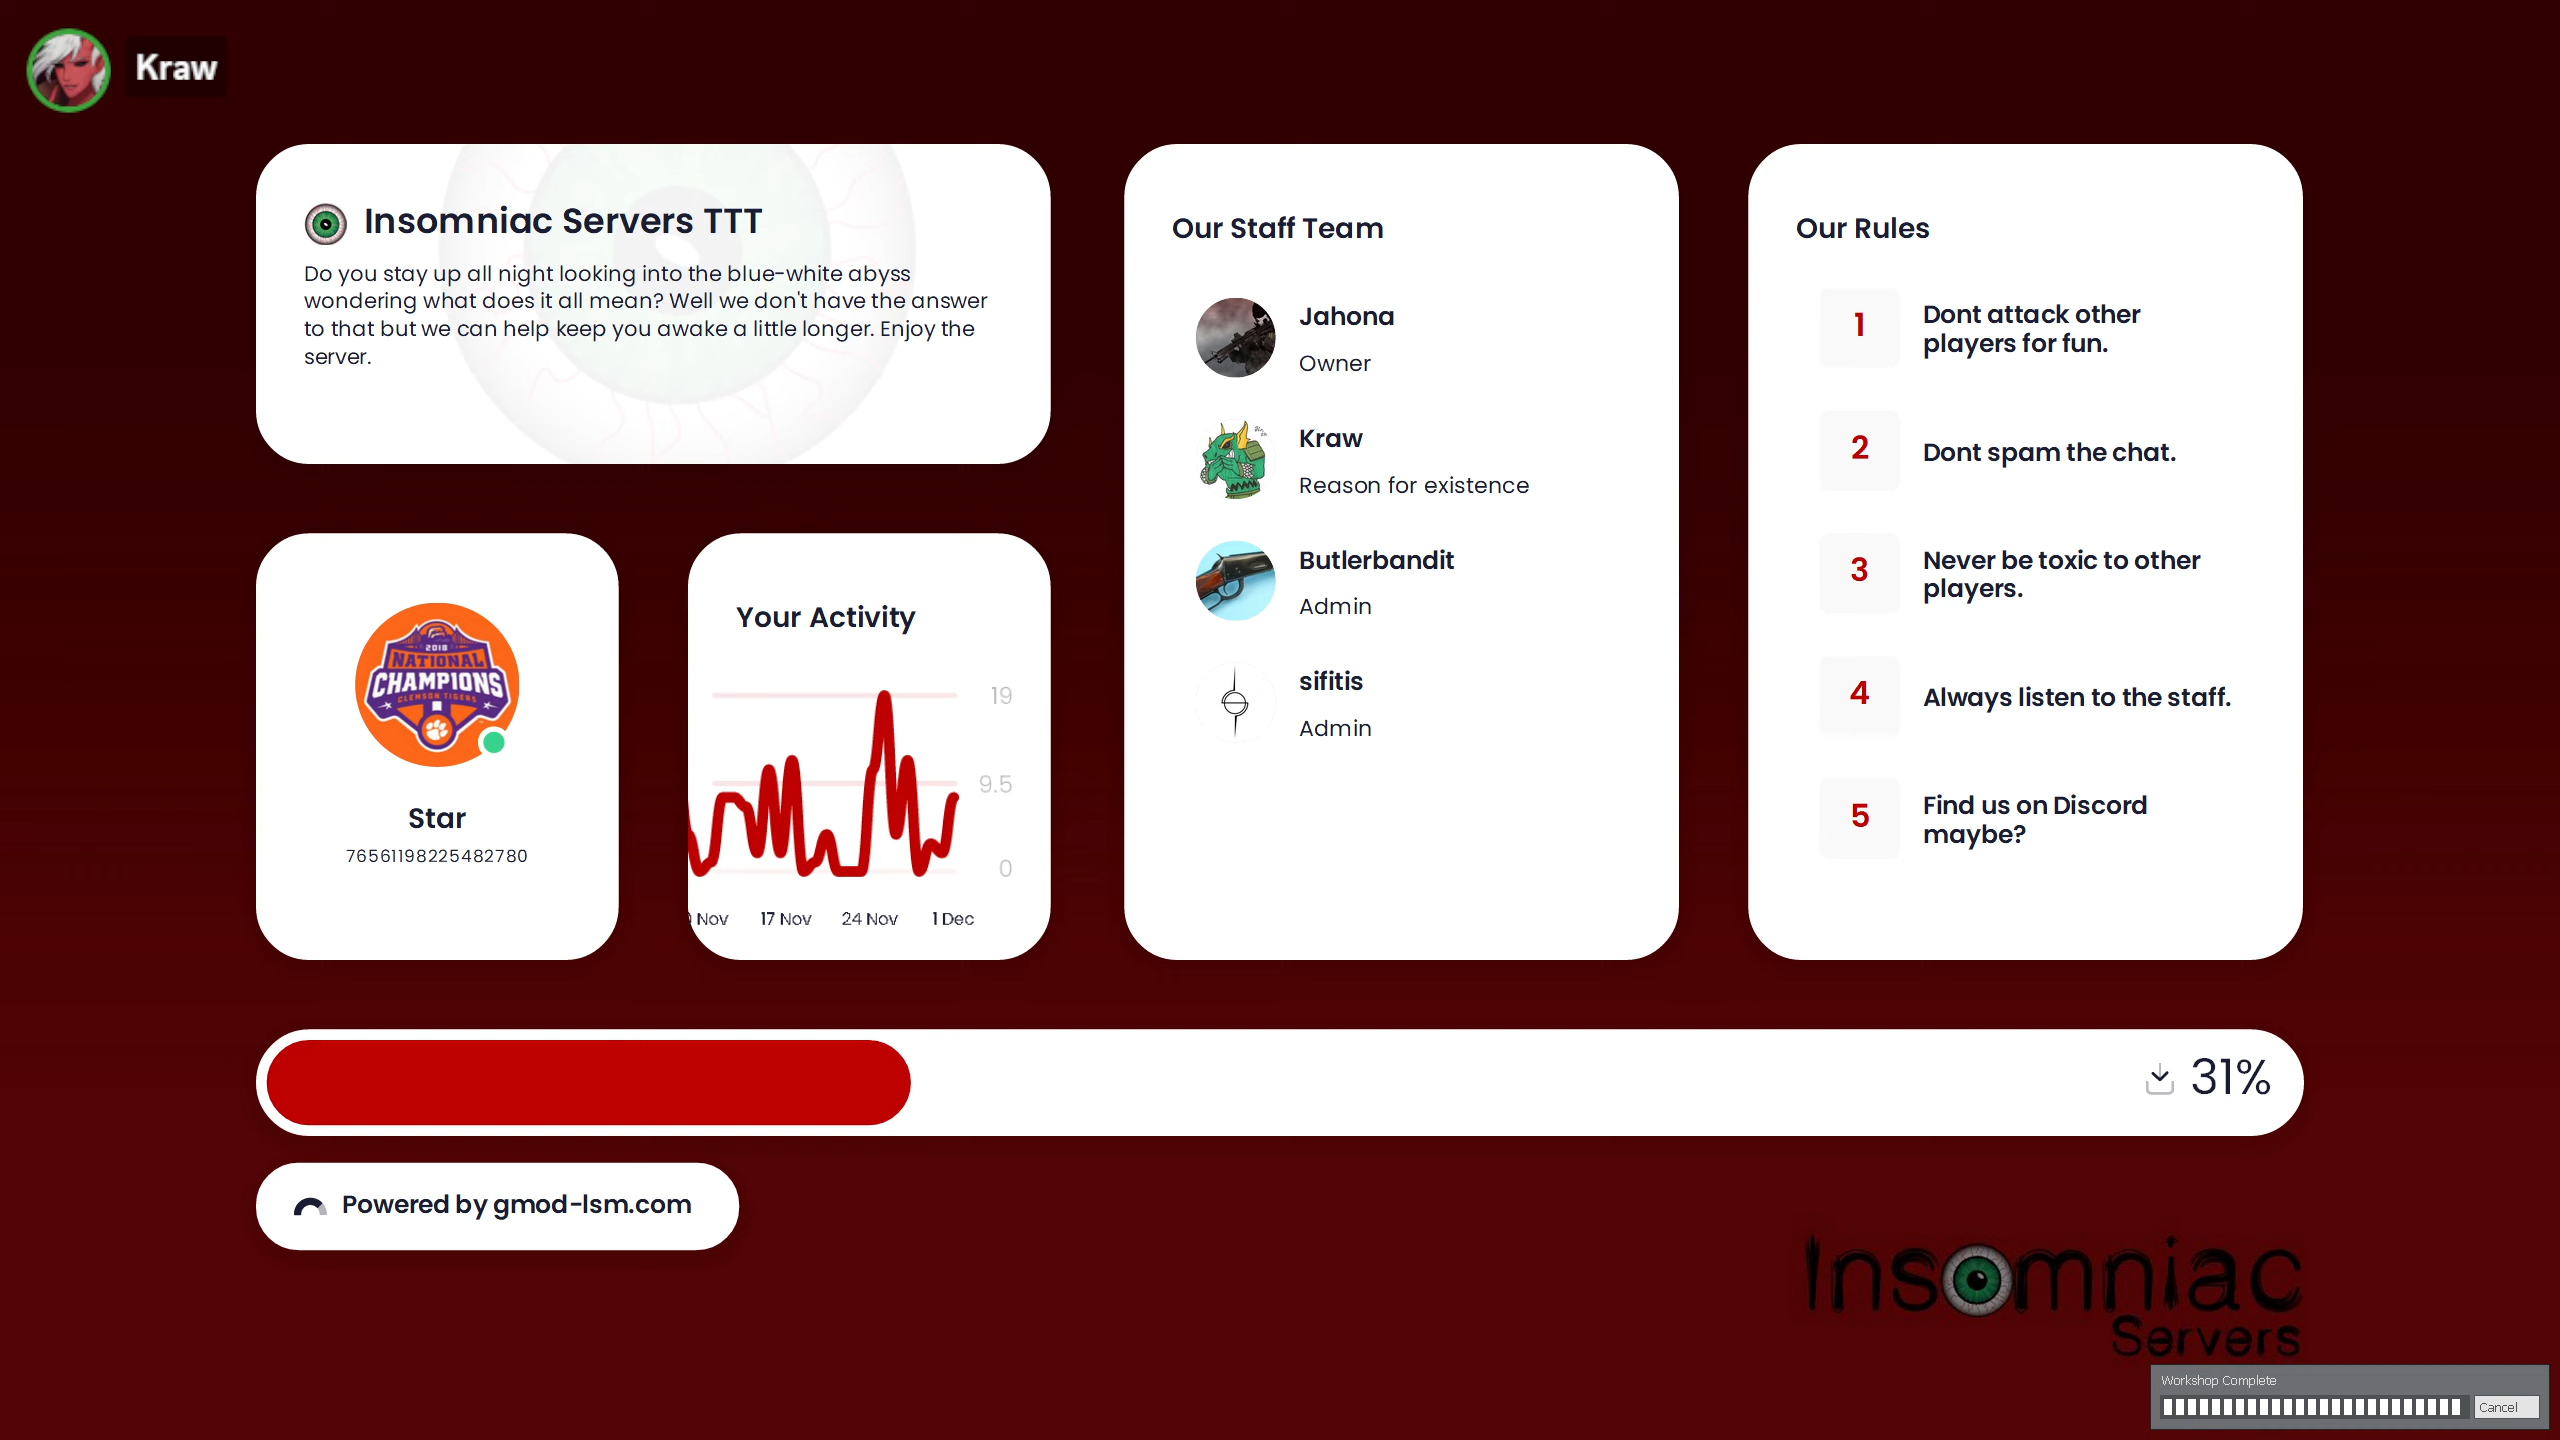 Kraw
Insomniac Servers TTT
Do you stay up all night looking into the blue-white abyss
wondering what does it all mean? Well we don't have the answer
to that but we can help keep you awake a little longer. Enjoy the
server.
2018
NATIONAL
CHAMPIONS
CLEMSON TIGERS
Star
76561198225482780
Your Activity
19
9.5
0
Nov
17 Nov
24 Nov
1 Dec
Our Staff Team
Jahona
Owner
Kraw
Reason for existence
Butlerbandit
Admin
sifitis
Admin
Our Rules
1
Dont attack other
players for fun.
2
Dont spam the chat.
3
Never be toxic to other
players.
4
Always listen to the staff.
5
Find us on Discord
maybe?
31%
Powered by gmod-lsm.com
Insomniac
Servers
Workshop Complete
Cancel